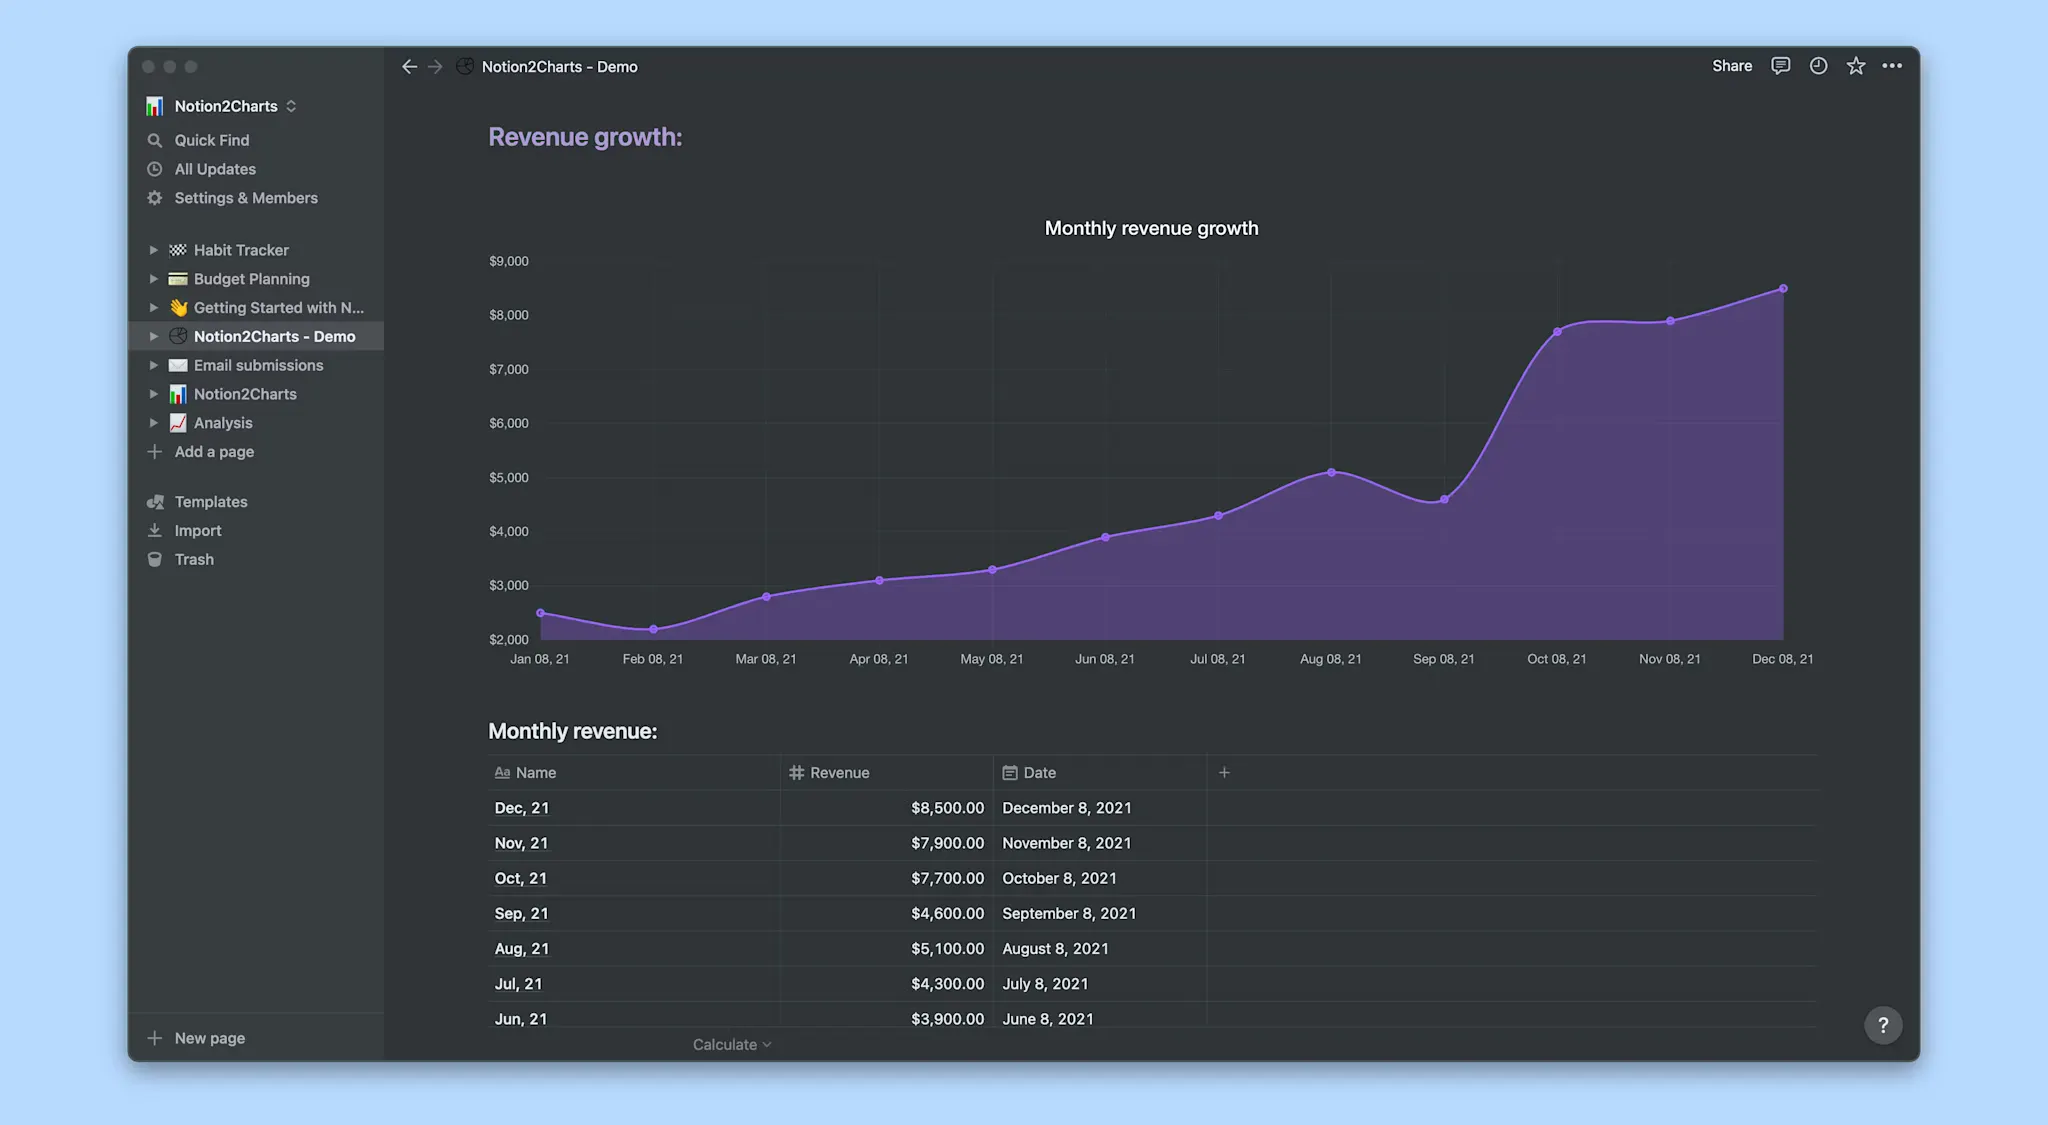 Notion2Charts - Demo
Share
Notion2Charts
Quick Find
All Updates
Settings & Members
Habit Tracker
Budget Planning
Getting Started with N...
Notion2Charts - Demo
Email submissions
Notion2Charts
Analysis
Add a page
Templates
Import
Trash
New page
Revenue growth:
Monthly revenue growth
$9,000
$8,000
$7,000
$6,000
$5,000
$4,000
$3,000
$2,000
Jan 08, 21 Feb 08, 21 Mar 08, 21 Apr 08, 21 May 08, 21 Jun 08, 21 Jul 08, 21 Aug 08, 21 Sep 08, 21 Oct 08, 21 Nov 08, 21 Dec 08, 21
Monthly revenue:
Aa Name # Revenue Date +
Dec, 21 $8,500.00 December 8, 2021
Nov, 21 $7,900.00 November 8, 2021
Oct, 21 $7,700.00 October 8, 2021
Sep, 21 $4,600.00 September 8, 2021
Aug, 21 $5,100.00 August 8, 2021
Jul, 21 $4,300.00 July 8, 2021
Jun, 21 $3,900.00 June 8, 2021
Calculate
?